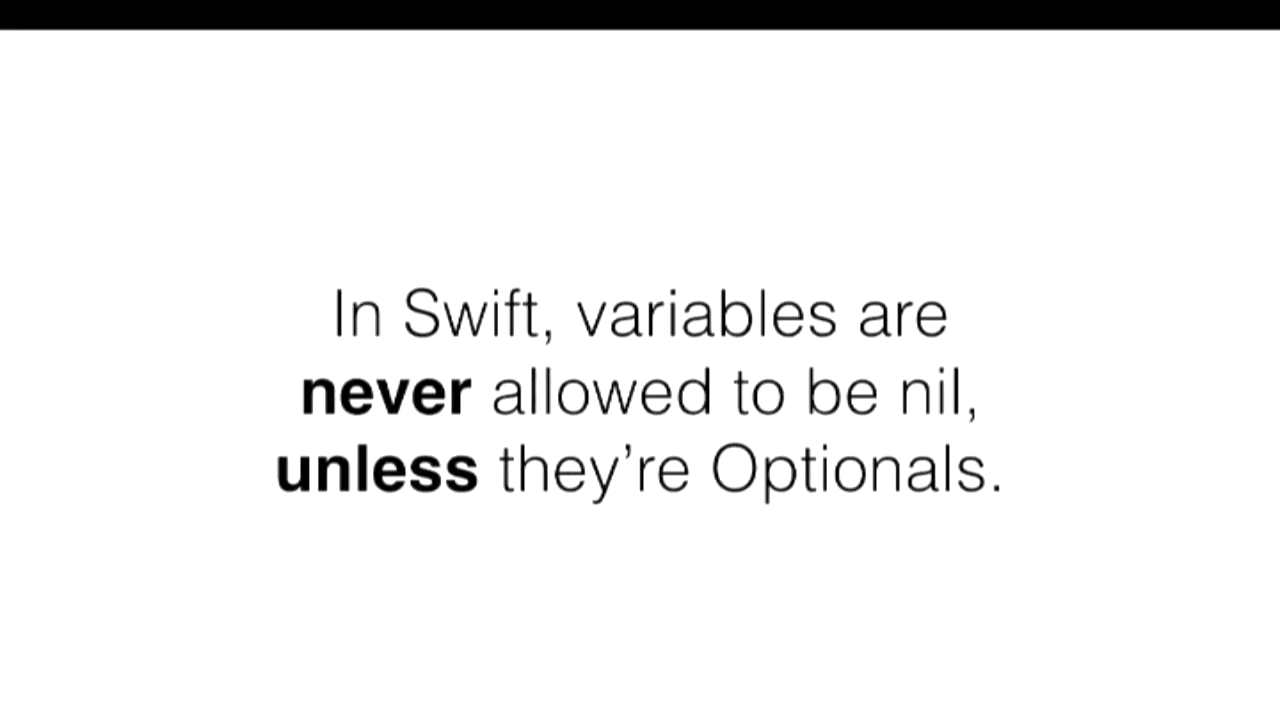 In Swift, variables are
never allowed to be nil,
unless they’re Optionals.